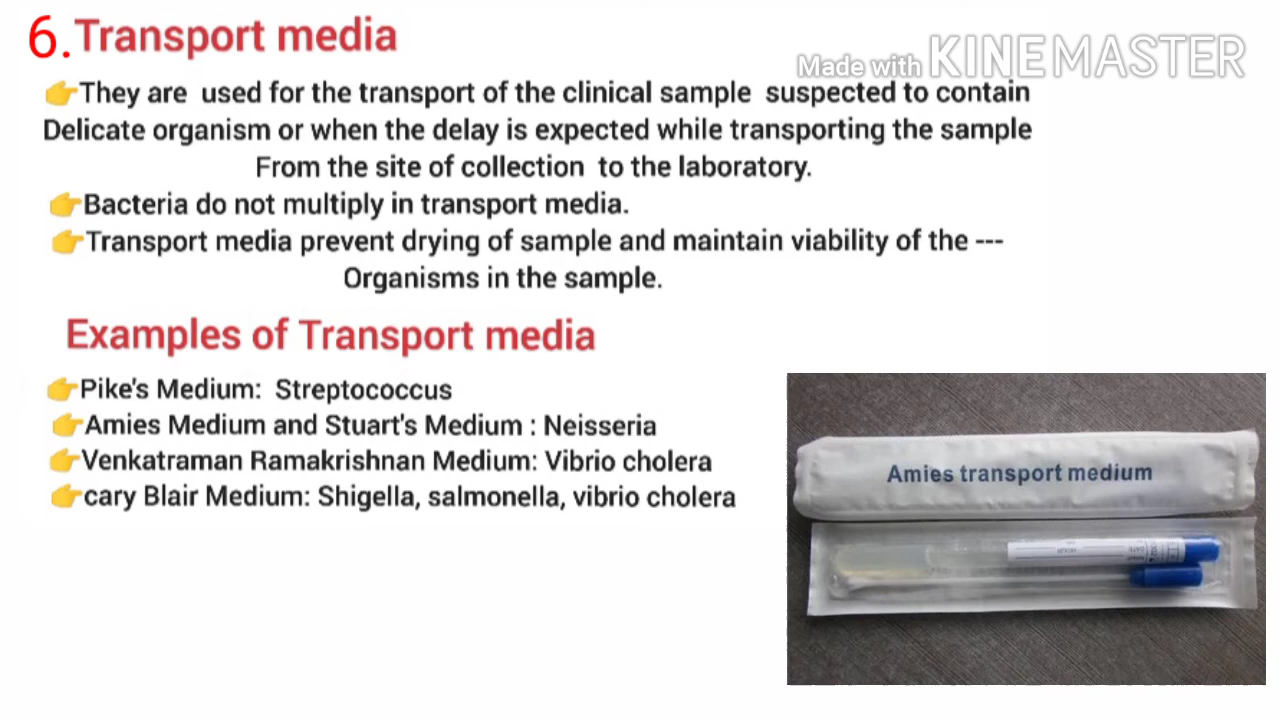 6. Transport media
Made with KINEMASTER
👉They are used for the transport of the clinical sample suspected to contain
Delicate organism or when the delay is expected while transporting the sample
From the site of collection to the laboratory.
👉Bacteria do not multiply in transport media.
👉Transport media prevent drying of sample and maintain viability of the ---
Organisms in the sample.
Examples of Transport media
👉Pike's Medium: Streptococcus
👉Amies Medium and Stuart's Medium : Neisseria
👉Venkatraman Ramakrishnan Medium: Vibrio cholera
👉cary Blair Medium: Shigella, salmonella, vibrio cholera
Amies transport medium